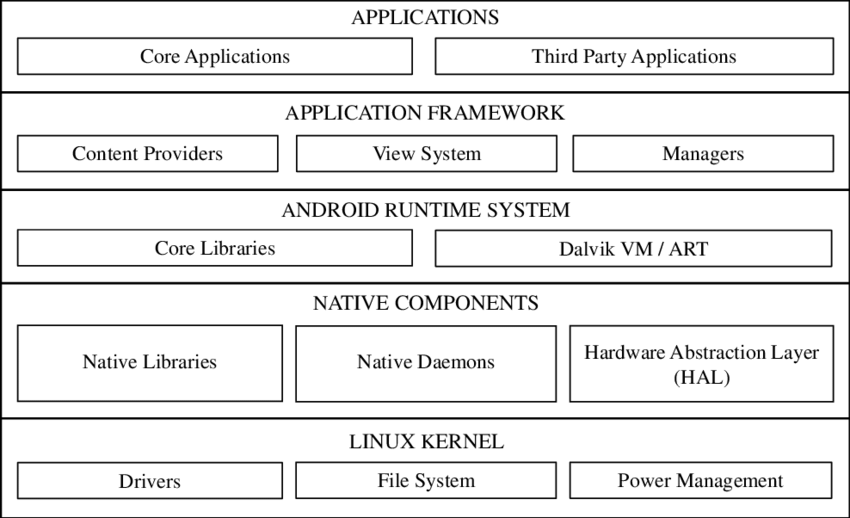 APPLICATIONS
Core Applications
Third Party Applications
APPLICATION FRAMEWORK
Content Providers
View System
Managers
ANDROID RUNTIME SYSTEM
Core Libraries
Dalvik VM / ART
NATIVE COMPONENTS
Native Libraries
Native Daemons
Hardware Abstraction Layer
(HAL)
LINUX KERNEL
Drivers
File System
Power Management